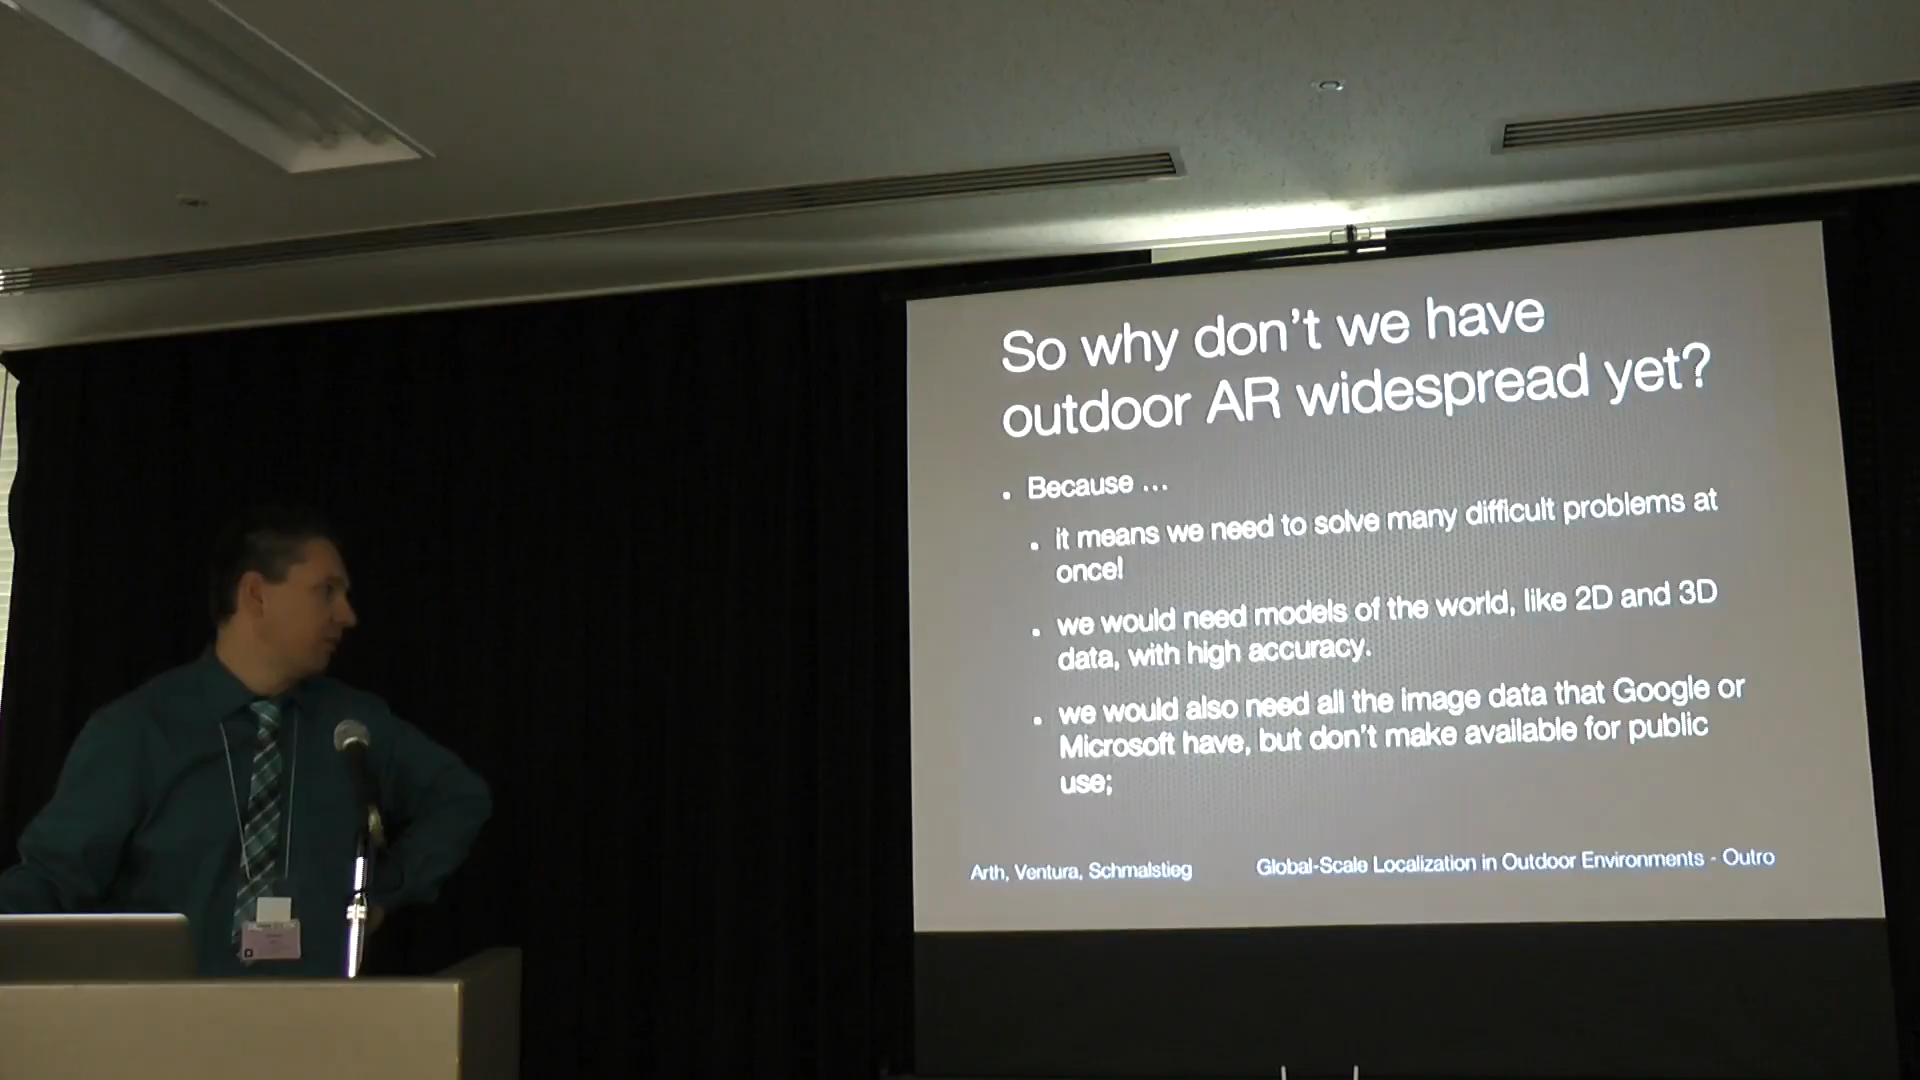 So why don't we have
outdoor AR widespread yet?
• Because ...
• it means we need to solve many difficult problems at
once!
• we would need models of the world, like 2D and 3D
data, with high accuracy.
• we would also need all the image data that Google or
Microsoft have, but don't make available for public
use;
Arth, Ventura, Schmalstieg
Global-Scale Localization in Outdoor Environments - Outro